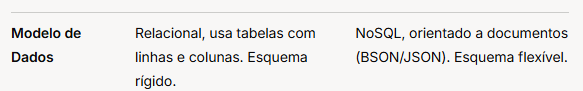 Modelo de
Dados
Relacional, usa tabelas com
linhas e colunas. Esquema
rígido.
NoSQL, orientado a documentos
(BSON/JSON). Esquema flexível.